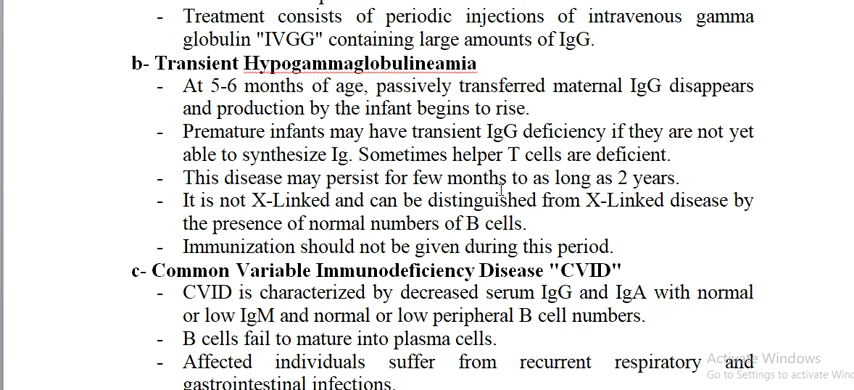 - Treatment consists of periodic injections of intravenous gamma
globulin "IVGG" containing large amounts of IgG.
b- Transient Hypogammaglobulineamia
- At 5-6 months of age, passively transferred maternal IgG disappears
and production by the infant begins to rise.
- Premature infants may have transient IgG deficiency if they are not yet
able to synthesize Ig. Sometimes helper T cells are deficient.
- This disease may persist for few months to as long as 2 years.
- It is not X-Linked and can be distinguished from X-Linked disease by
the presence of normal numbers of B cells.
- Immunization should not be given during this period.
c- Common Variable Immunodeficiency Disease "CVID"
- CVID is characterized by decreased serum IgG and IgA with normal
or low IgM and normal or low peripheral B cell numbers.
- B cells fail to mature into plasma cells.
- Affected individuals suffer from recurrent respiratory and
gastrointestinal infections.
Activate Windows
Go to Settings to activate Wind